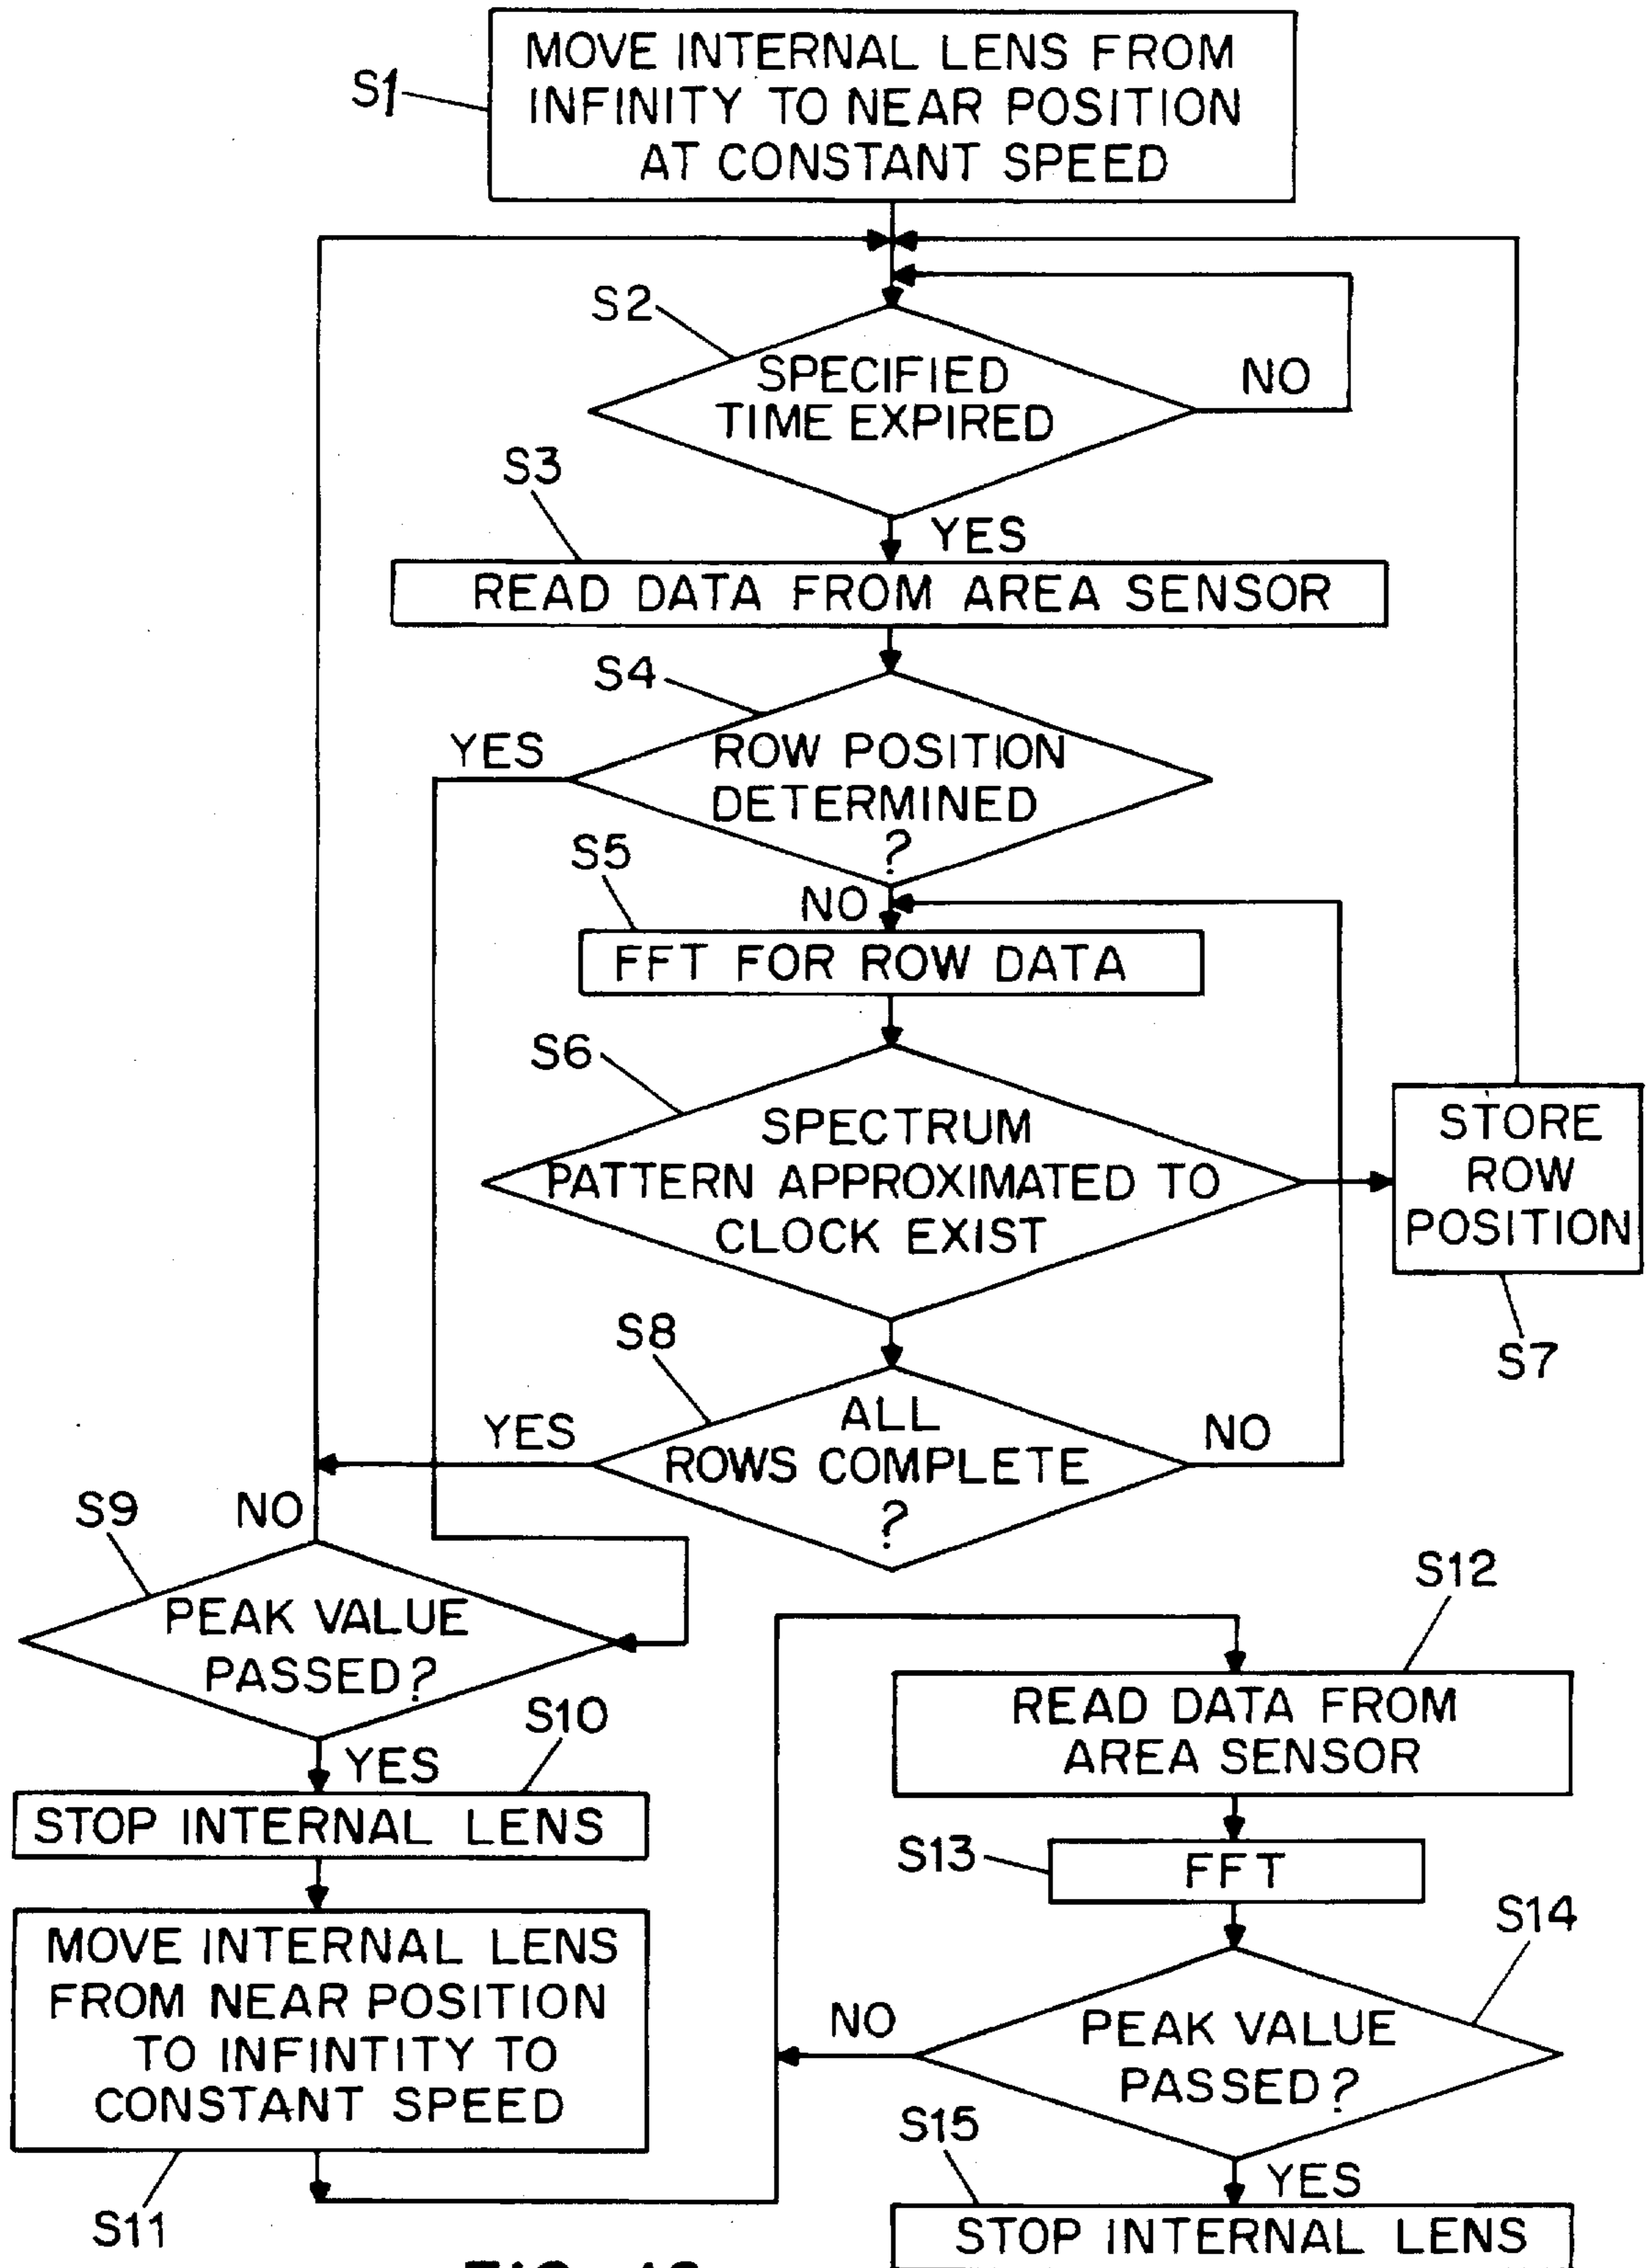 S1
MOVE INTERNAL LENS FROM
INFINITY TO NEAR POSITION
AT CONSTANT SPEED
S2
SPECIFIED
TIME EXPIRED
NO
S3
YES
READ DATA FROM AREA SENSOR
S4
YES
ROW POSITION
DETERMINED
?
S5
NO
FFT FOR ROW DATA
S6
SPECTRUM
PATTERN APPROXIMATED TO
CLOCK EXIST
STORE
ROW
POSITION
S7
S8
YES
ALL
ROWS COMPLETE
?
NO
S9
NO
PEAK VALUE
PASSED?
S10
YES
STOP INTERNAL LENS
MOVE INTERNAL LENS
FROM NEAR POSITION
TO INFINTITY TO
CONSTANT SPEED
S11
S12
READ DATA FROM
AREA SENSOR
S13
FFT
S14
NO
PEAK VALUE
PASSED?
S15
YES
STOP INTERNAL LENS